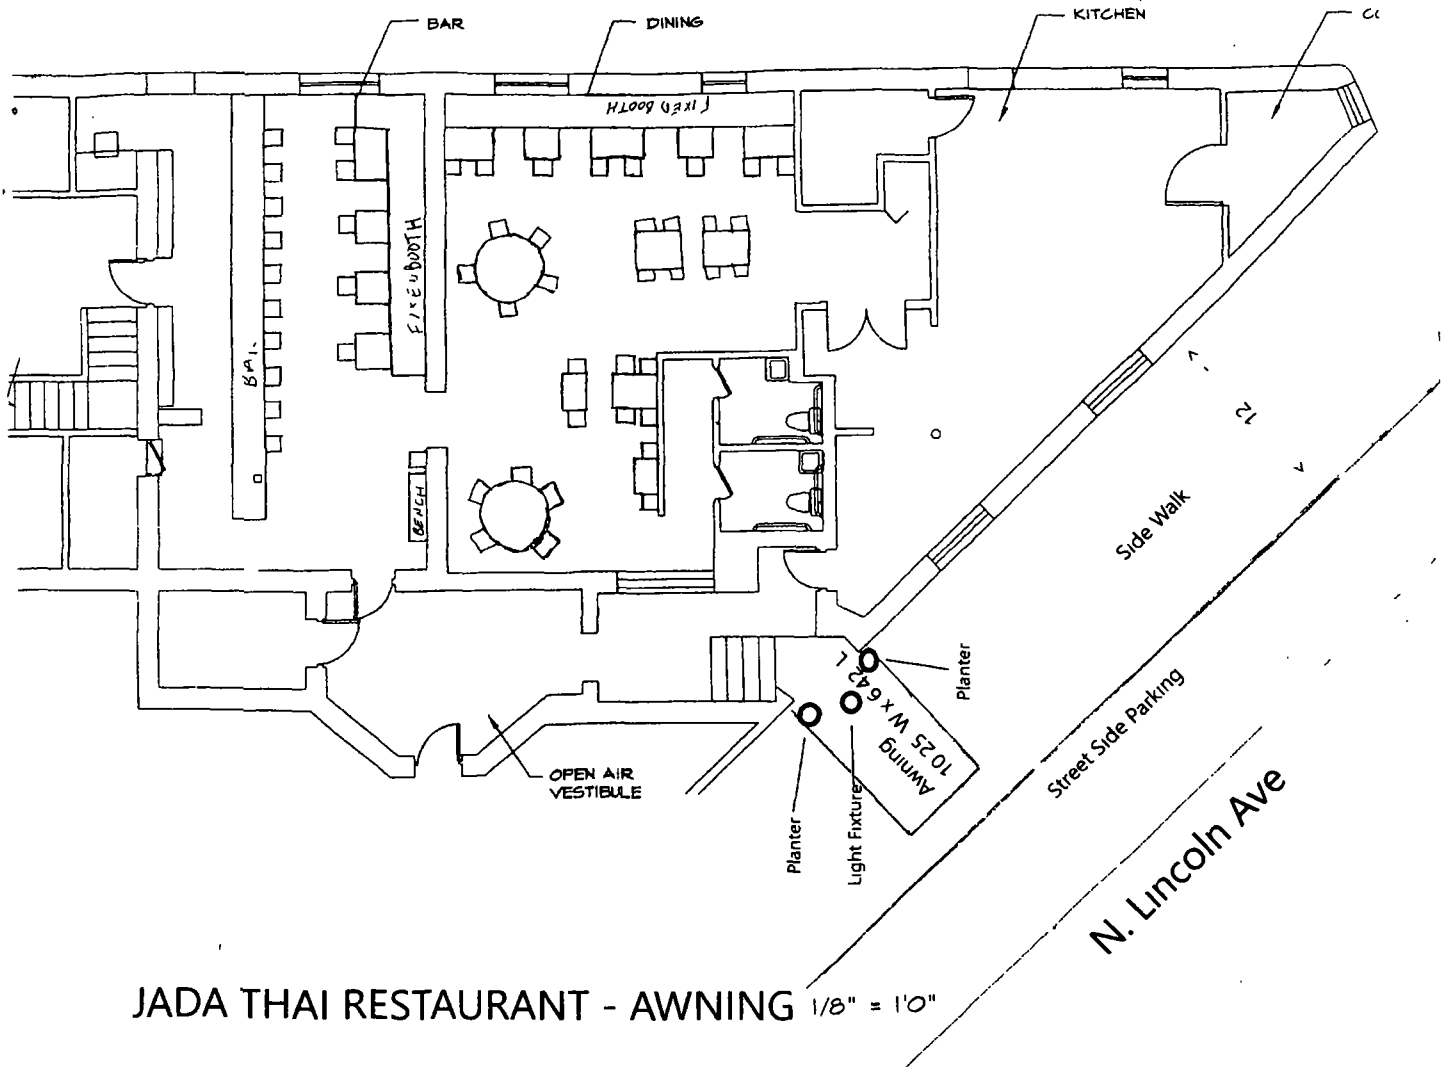 BAR
DINING
KITCHEN
FIXED BOOTH
FIXED BOOTH
BENCH
12
Side Walk
Street Side Parking
N. Lincoln Ave
Planter
Awning
10 25 W x 6 42 L
Planter
Light Fixture
OPEN AIR
VESTIBULE
JADA THAI RESTAURANT - AWNING 1/8" = 1'0"